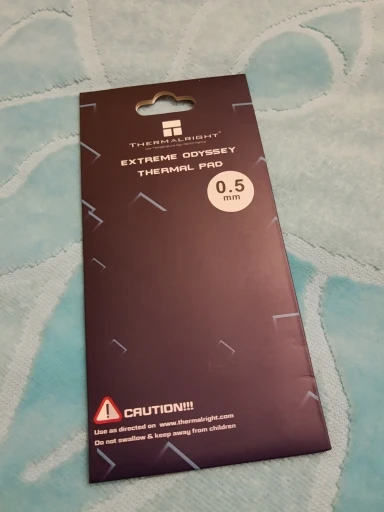 THERMALRIGHT
EXTREME ODYSSEY
THERMAL PAD
0.5
mm
CAUTION!!!
Use as directed on www.thermalright.com
Do not swallow & keep away from children